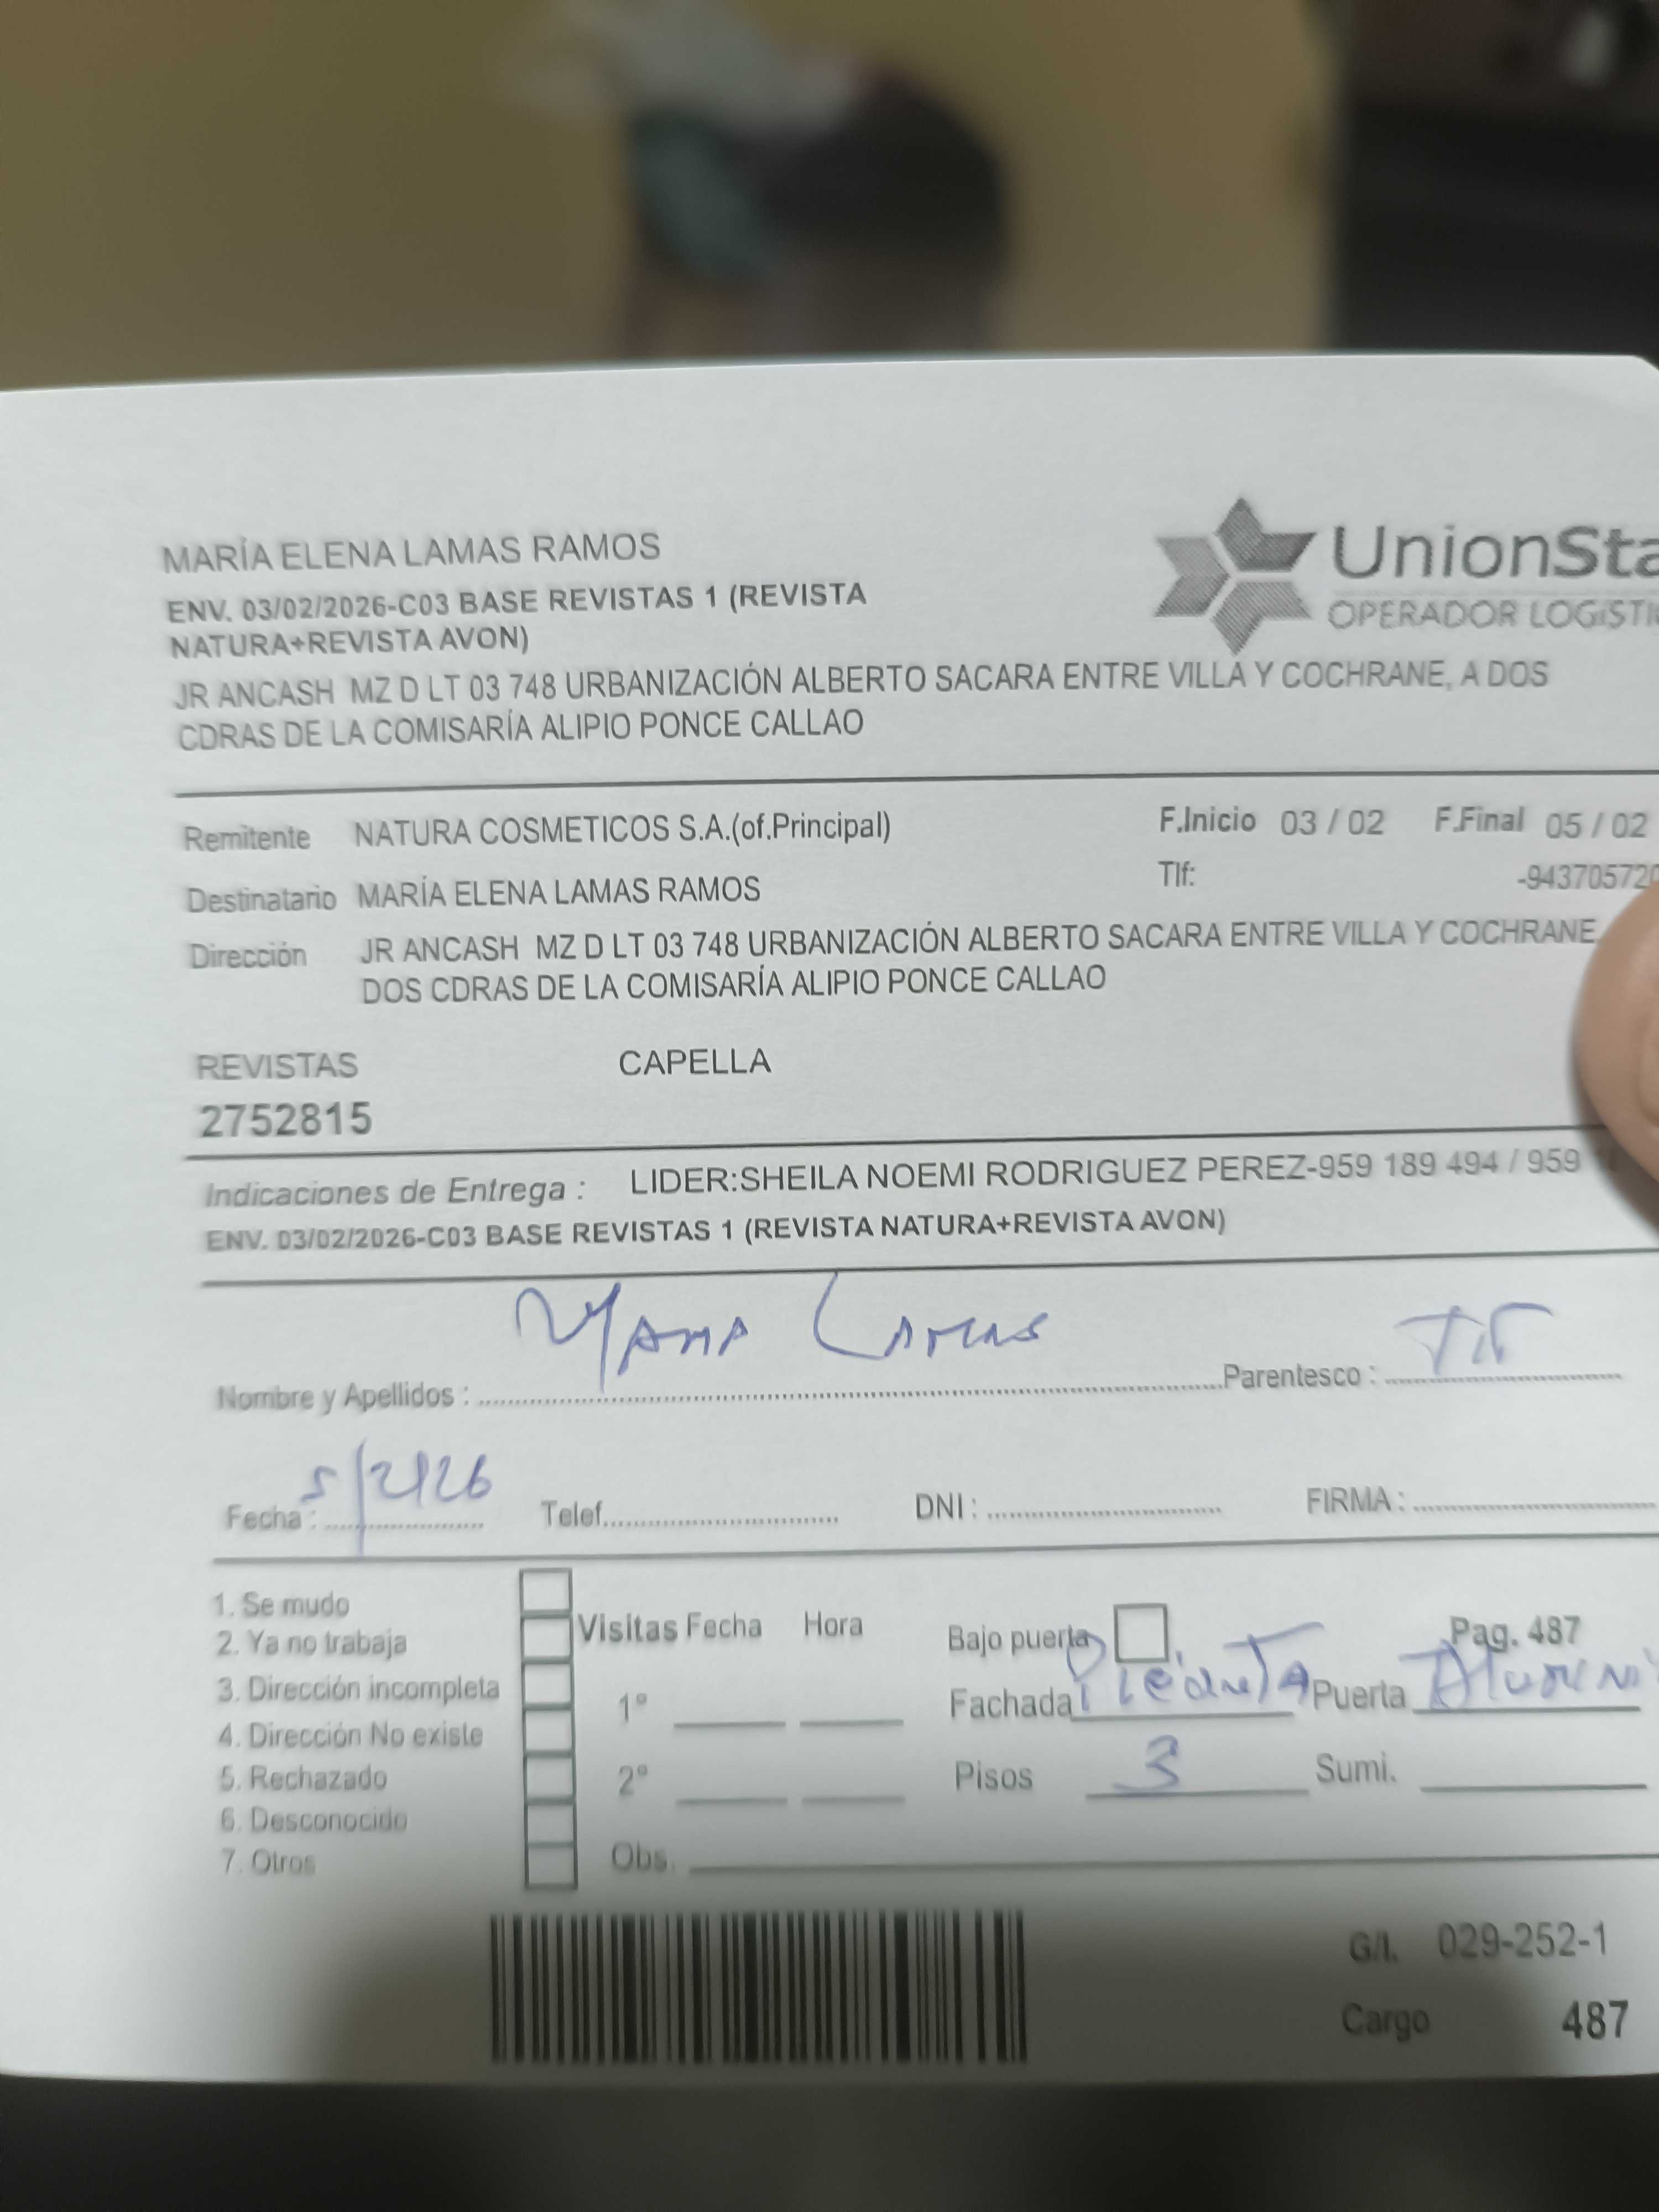 MARÍA ELENA LAMAS RAMOS
ENV. 03/02/2026-C03 BASE REVISTAS 1 (REVISTA
NATURA+REVISTA AVON)
UnionSta
OPERADOR LOGíSTI
JR ANCASH MZ D LT 03 748 URBANIZACIÓN ALBERTO SACARA ENTRE VILLA Y COCHRANE, A DOS
CDRAS DE LA COMISARÍA ALIPIO PONCE CALLAO
Remitente NATURA COSMETICOS S.A.(of.Principal) F.Inicio 03 / 02 F.Final 05 / 02
Destinatario MARÍA ELENA LAMAS RAMOS Tlf: -94370572
Dirección JR ANCASH MZ D LT 03 748 URBANIZACIÓN ALBERTO SACARA ENTRE VILLA Y COCHRANE,
DOS CDRAS DE LA COMISARÍA ALIPIO PONCE CALLAO
REVISTAS CAPELLA
2752815
Indicaciones de Entrega : LIDER:SHEILA NOEMI RODRIGUEZ PEREZ-959 189 494 / 959
ENV. 03/02/2026-C03 BASE REVISTAS 1 (REVISTA NATURA+REVISTA AVON)
Nombre y Apellidos : Lamas Parentesco : TIT
Fecha : 5/2/26 Telef. DNI : FIRMA :
1. Se mudo
2. Ya no trabaja
3. Dirección incompleta
4. Dirección No existe
5. Rechazado
6. Desconocido
7. Otros
Visitas Fecha Hora
1º
2º
Obs.
Bajo puerta Pag. 487
Fachada Puerta
Pisos 3 Sumi.
G/I. 029-252-1
Cargo 487